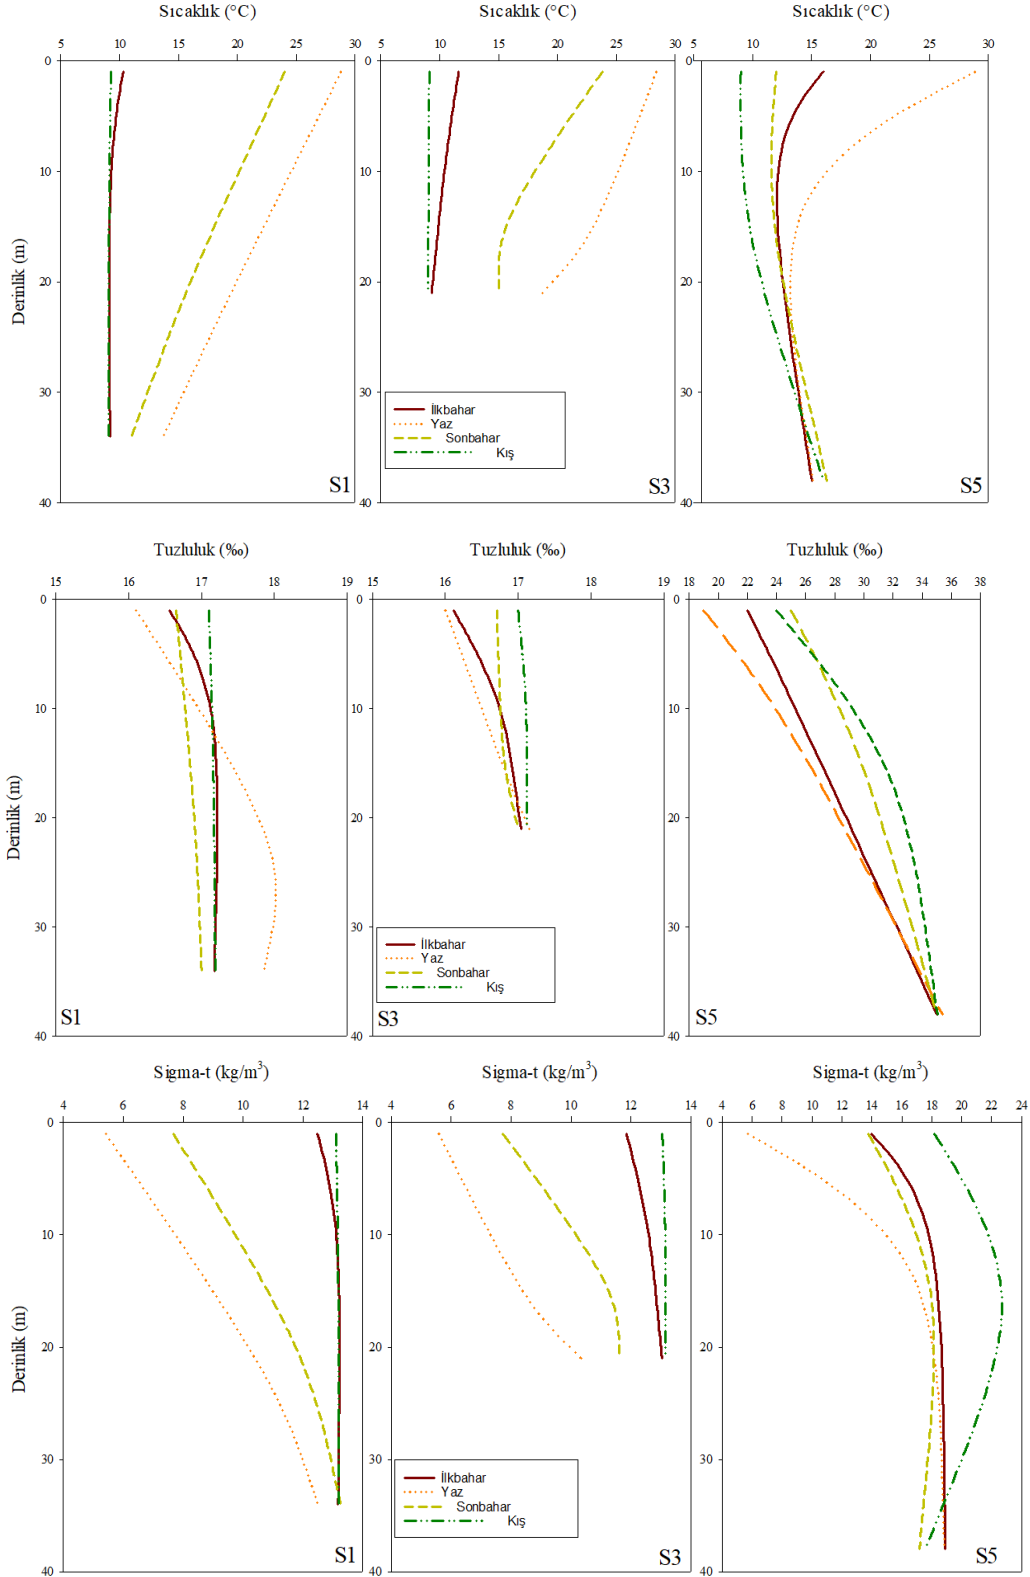 Sıcaklık (°C) Sıcaklık (°C) Sıcaklık (°C)
5 10 15 20 25 30 5 10 15 20 25 30 10 15 20 25 30
0 0 0
10 10 10
Derinlik (m)
20 20 20
30 30 30
İlkbahar
Yaz
Sonbahar
Kış
S1 S3 S5
40 40 40
Tuzluluk (‰) Tuzluluk (‰) Tuzluluk (‰)
15 16 17 18 19 15 16 17 18 19 18 20 22 24 26 28 30 32 34 36 38
0 0 0
10 10 10
Derinlik (m)
20 20 20
30 30 30
İlkbahar
Yaz
Sonbahar
Kış
S1 S3 S5
40 40 40
Sigma-t (kg/m³) Sigma-t (kg/m³) Sigma-t (kg/m³)
4 6 8 10 12 14 4 6 8 10 12 14 4 6 8 10 12 14 16 18 20 22 24
0 0 0
10 10 10
Derinlik (m)
20 20 20
30 30 30
İlkbahar
Yaz
Sonbahar
Kış
S1 S3 S5
40 40 40